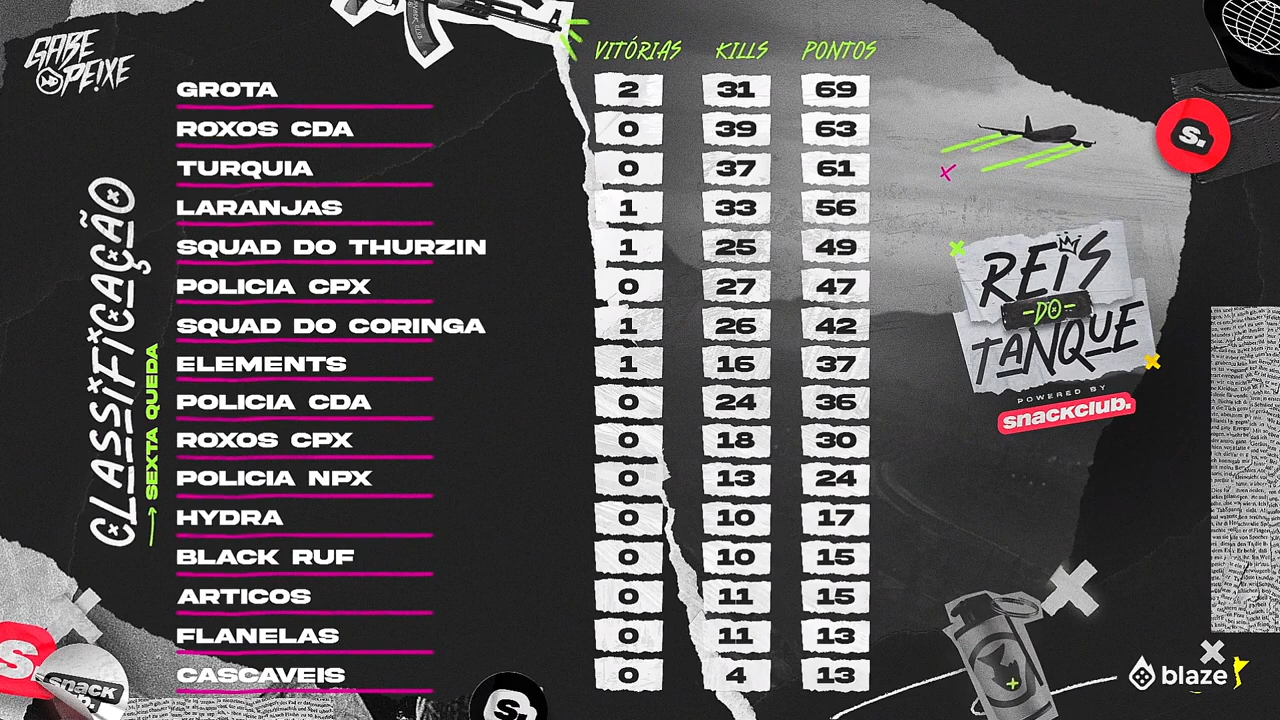 GABE
PE!XE
VITÓRIAS KILLS PONTOS
GROTA 2 31 69
ROXOS CDA 0 39 63
TURQUIA 0 37 61
LARANJAS 1 33 56
SQUAD DO THURZIN 1 25 49
POLICIA CPX 0 27 47
SQUAD DO CORINGA 1 26 42
ELEMENTS 1 16 37
POLICIA CDA 0 24 36
ROXOS CPX 0 18 30
POLICIA NPX 0 13 24
HYDRA 0 10 17
BLACK RUF 0 10 15
ARTICOS 0 11 15
FLANELAS 0 11 13
CASCAVEIS 0 4 13
CLASSIFICAÇÃO
SEXTA QUEDA
S.
REIS
-DO-
TANQUE
POWERED BY
snackclub.
S
snack
S.
blaze